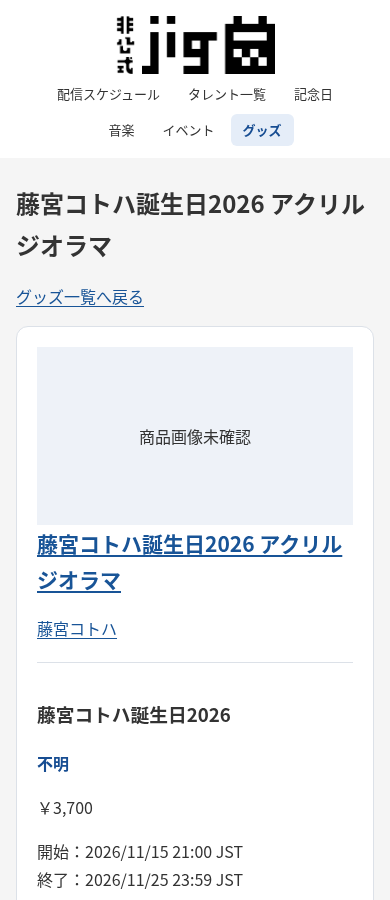 非公式 jig
配信スケジュール タレント一覧 記念日
音楽 イベント グッズ
藤宮コトハ誕生日2026 アクリル
ジオラマ
グッズ一覧へ戻る
商品画像未確認
藤宮コトハ誕生日2026 アクリル
ジオラマ
藤宮コトハ
藤宮コトハ誕生日2026
不明
￥3,700
開始：2026/11/15 21:00 JST
終了：2026/11/25 23:59 JST